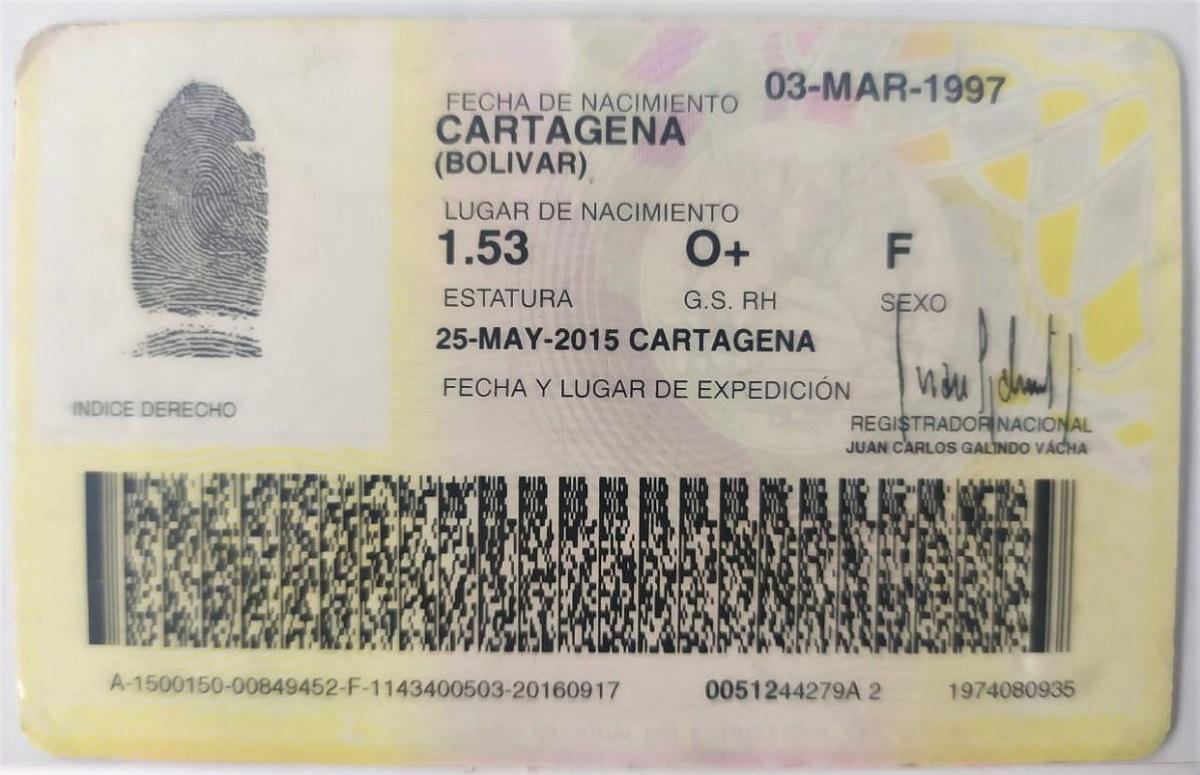 03-MAR-1997
FECHA DE NACIMIENTO
CARTAGENA
(BOLIVAR)
LUGAR DE NACIMIENTO
1.53 O+ F
ESTATURA G.S. RH SEXO
25-MAY-2015 CARTAGENA
FECHA Y LUGAR DE EXPEDICIÓN
INDICE DERECHO
REGISTRADOR NACIONAL
JUAN CARLOS GALINDO VÁCHA
A-1500150-00849452-F-1143400503-20160917 0051244279A 2 1974080935